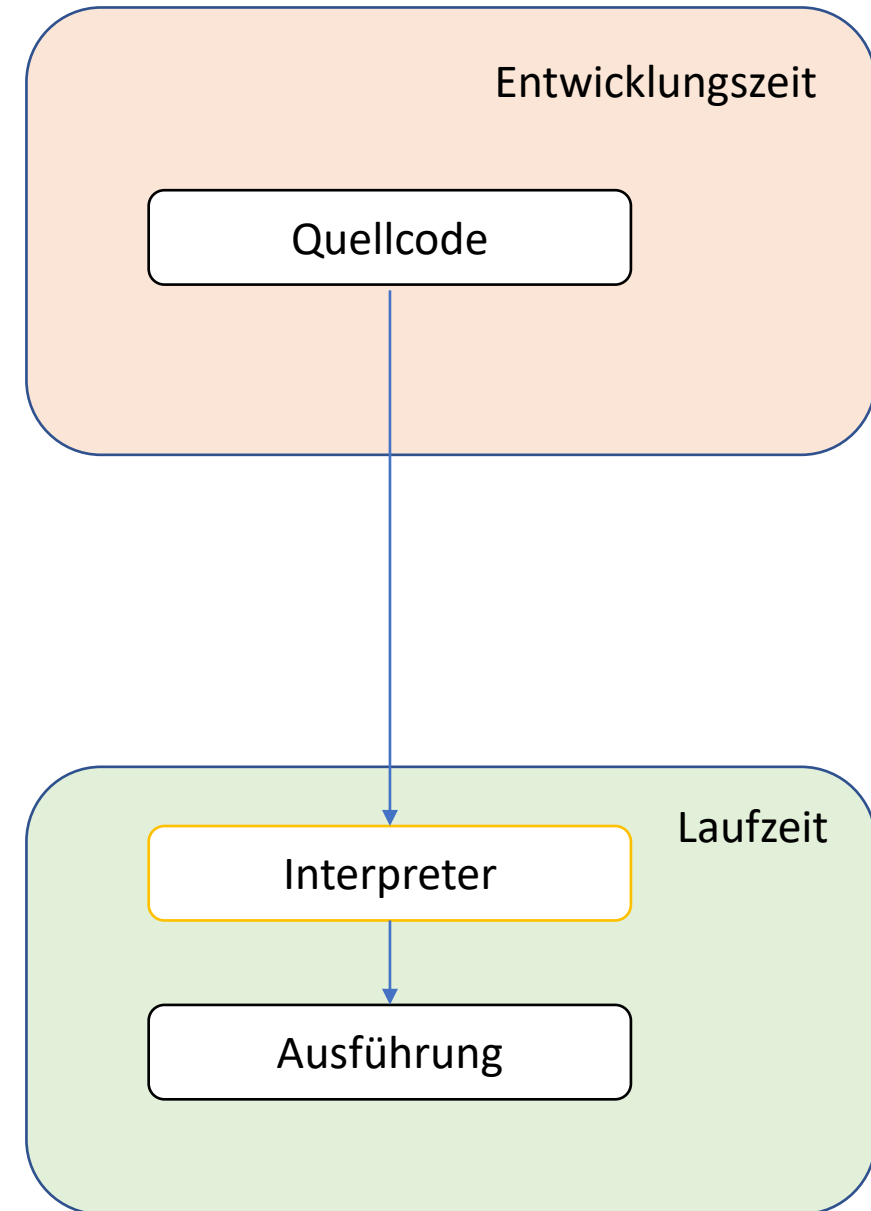 Entwicklungszeit
Quellcode
Laufzeit
Interpreter
Ausführung